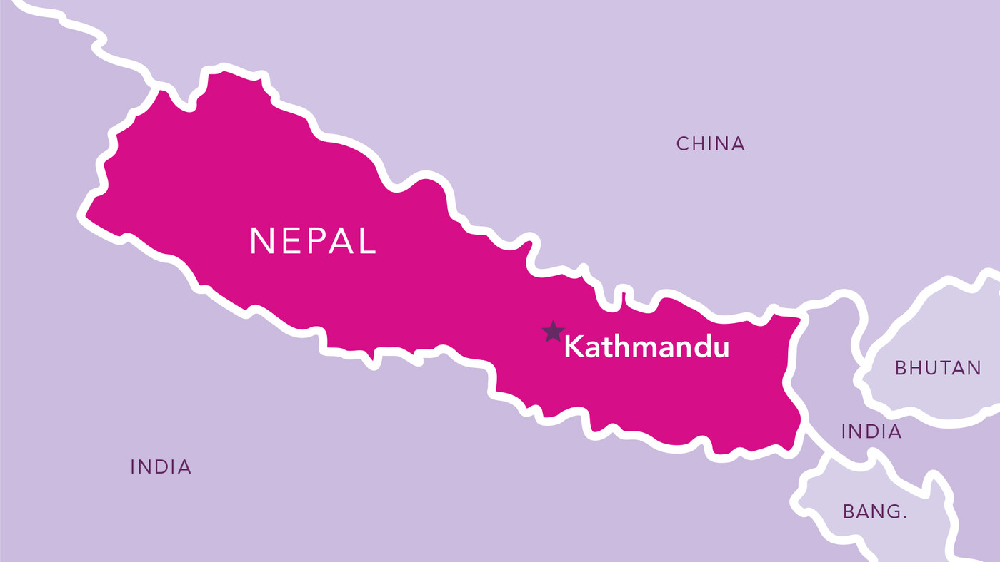 CHINA
NEPAL
Kathmandu
BHUTAN
INDIA
INDIA
BANG.